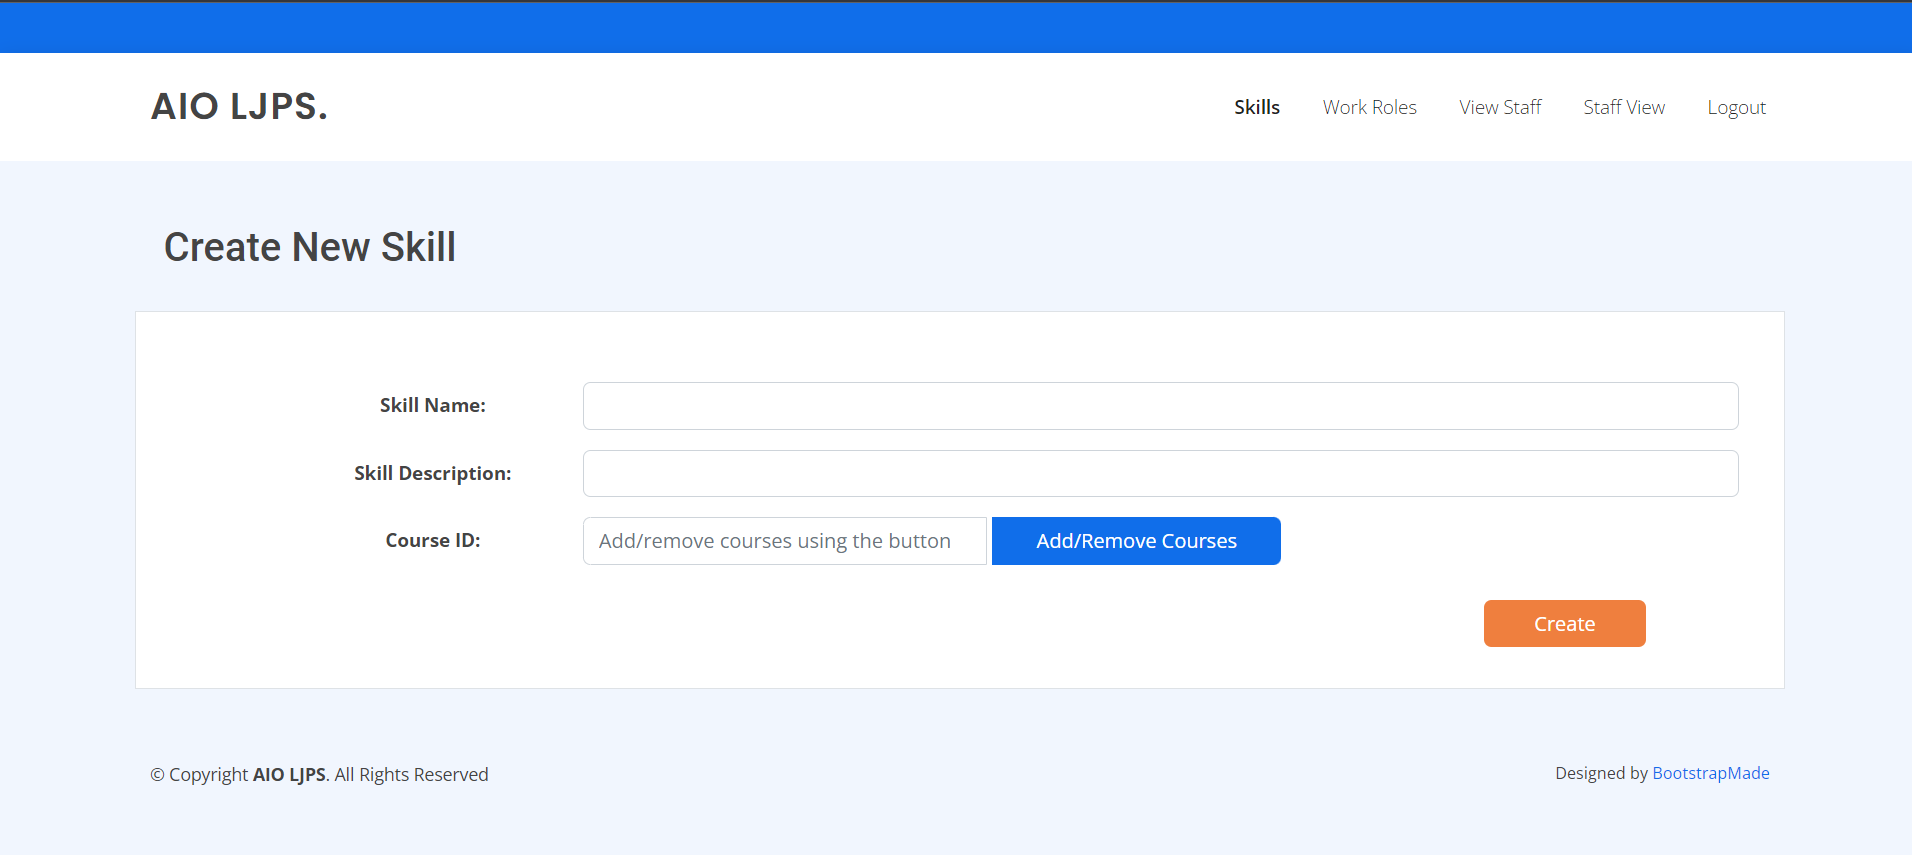 AIO LJPS.
Skills Work Roles View Staff Staff View Logout
Create New Skill
Skill Name:
Skill Description:
Course ID: Add/remove courses using the button Add/Remove Courses
Create
© Copyright AIO LJPS. All Rights Reserved
Designed by BootstrapMade